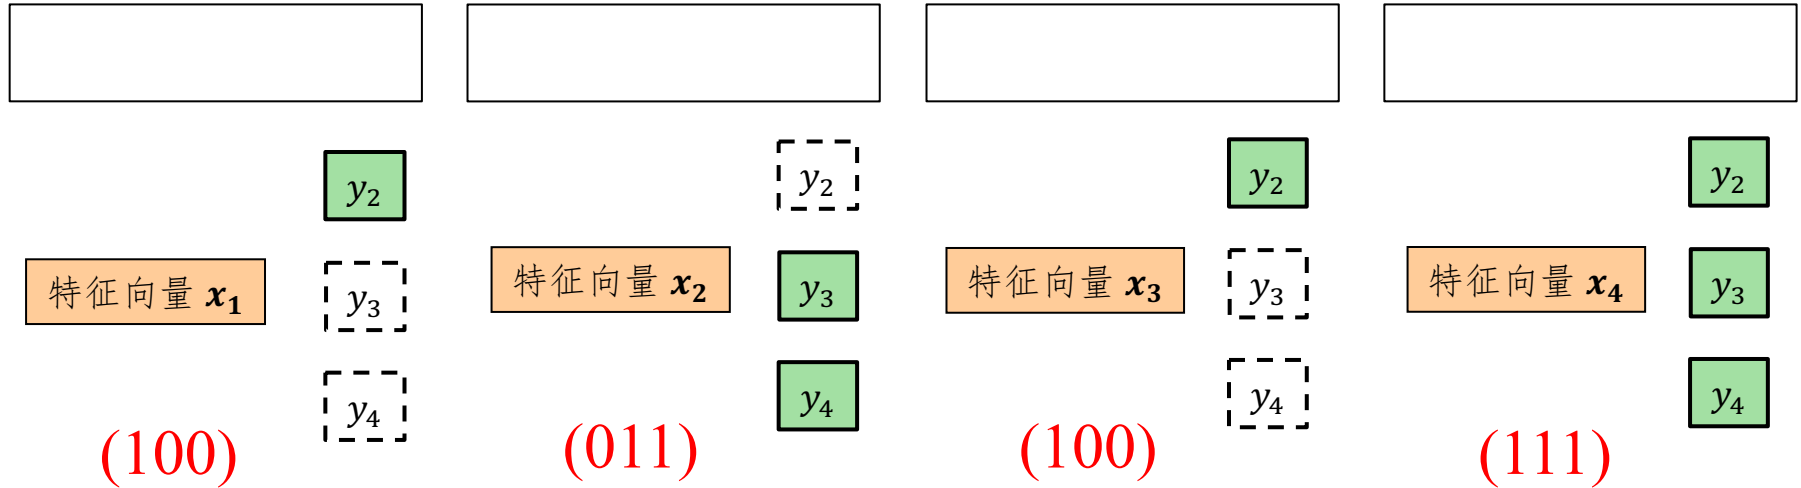 y₂
特征向量 x₁
y₃
y₄
(100)
y₂
特征向量 x₂
y₃
y₄
(011)
y₂
特征向量 x₃
y₃
y₄
(100)
y₂
特征向量 x₄
y₃
y₄
(111)